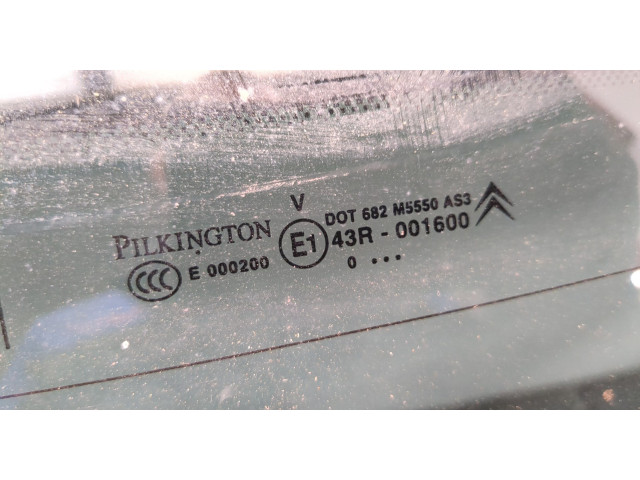 V
DOT 682 M5550 AS3
PILKINGTON E1 43R - 001600
CCC E 000200 0 ...